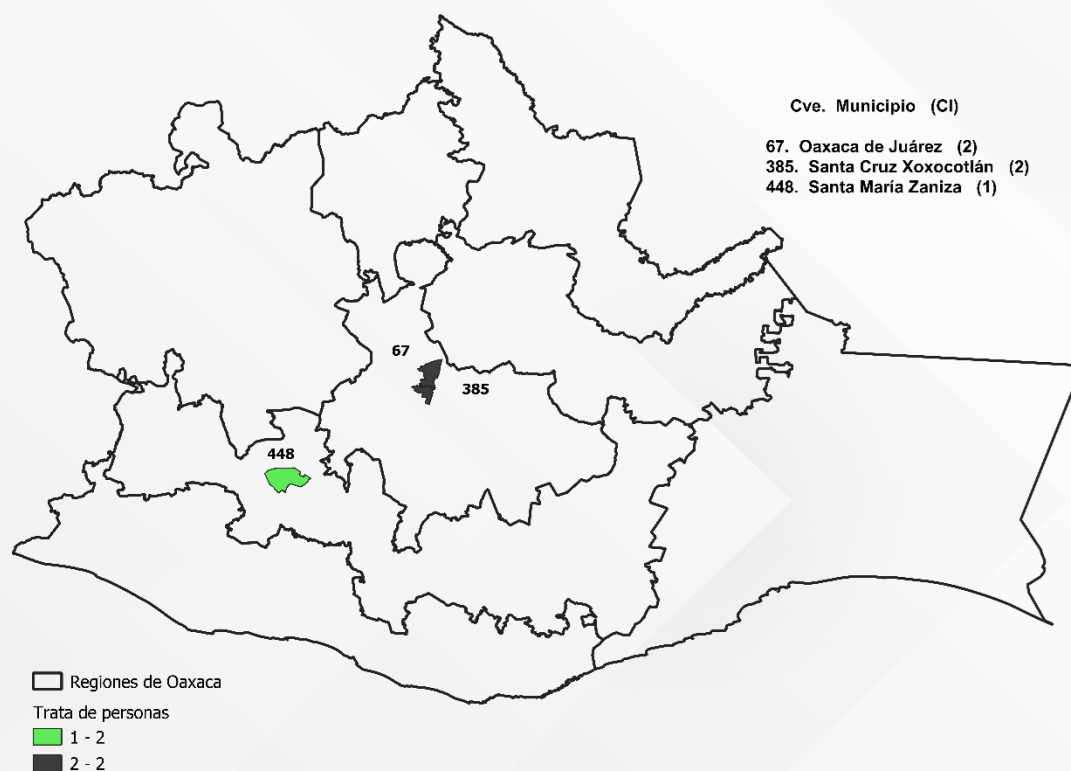 Cve. Municipio (CI)
67. Oaxaca de Juárez (2)
385. Santa Cruz Xoxocotlán (2)
448. Santa María Zaniza (1)
67
385
448
Regiones de Oaxaca
Trata de personas
1 - 2
2 - 2